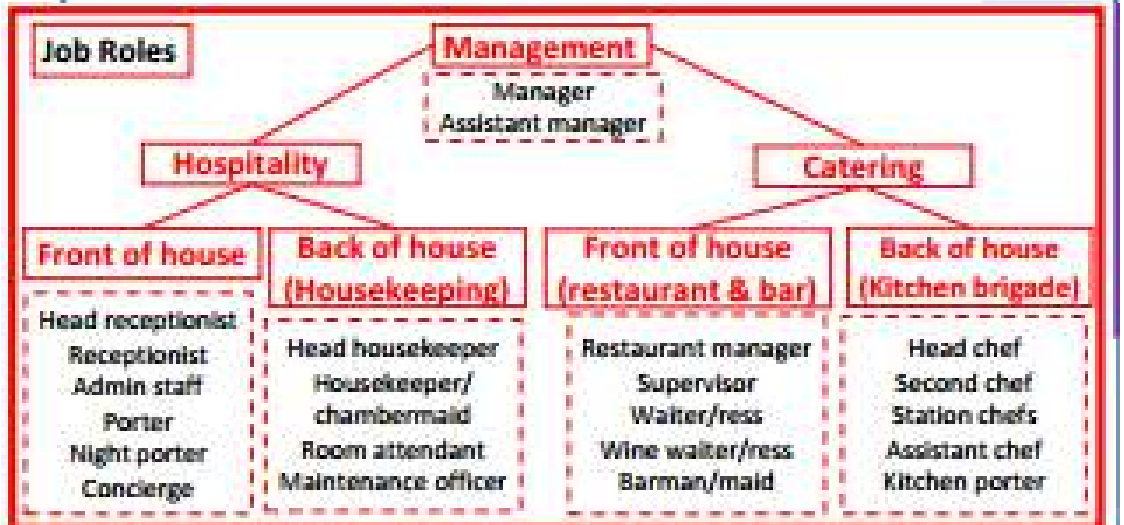 Job Roles
Management
Manager
Assistant manager
Hospitality
Catering
Front of house
Head receptionist
Receptionist
Admin staff
Porter
Night porter
Concierge
Back of house
(Housekeeping)
Head housekeeper
Housekeeper/
chambermaid
Room attendant
Maintenance officer
Front of house
(restaurant & bar)
Restaurant manager
Supervisor
Waiter/ress
Wine waiter/ress
Barman/maid
Back of house
(Kitchen brigade)
Head chef
Second chef
Station chefs
Assistant chef
Kitchen porter